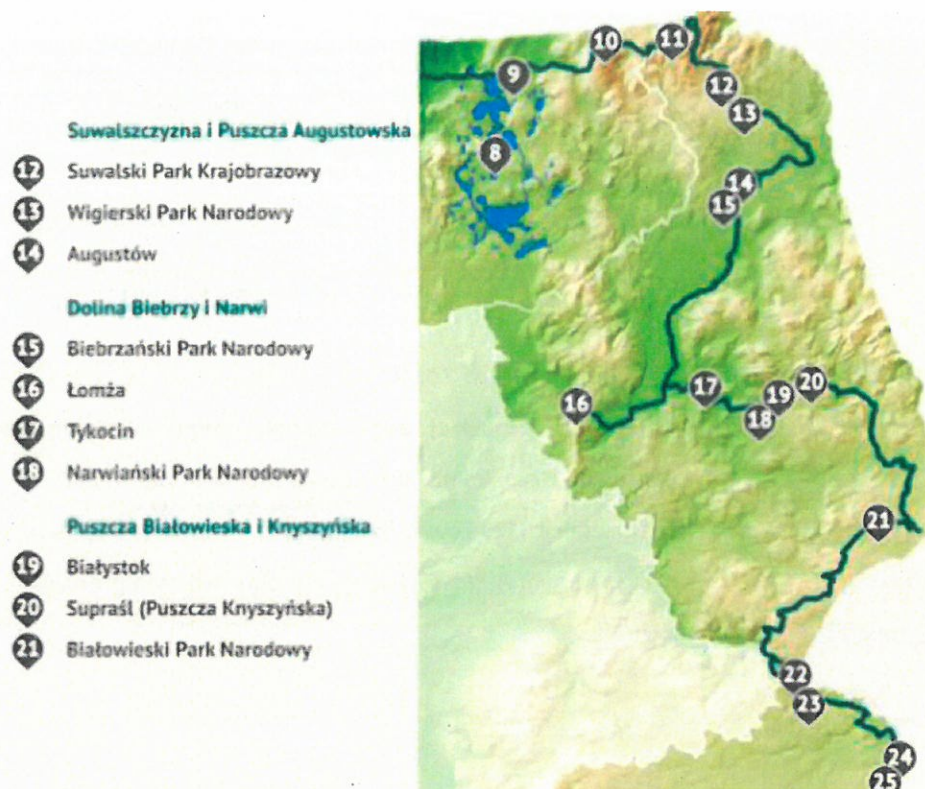 Suwalszczyzna i Puszcza Augustowska
12 Suwalski Park Krajobrazowy
13 Wigierski Park Narodowy
14 Augustów
Dolina Biebrzy i Narwi
15 Biebrzański Park Narodowy
16 Łomża
17 Tykocin
18 Narwiański Park Narodowy
Puszcza Białowieska i Knyszyńska
19 Białystok
20 Supraśl (Puszcza Knyszyńska)
21 Białowieski Park Narodowy
10
11
9
12
13
8
14
15
17
20
19
16
18
21
22
23
24
25